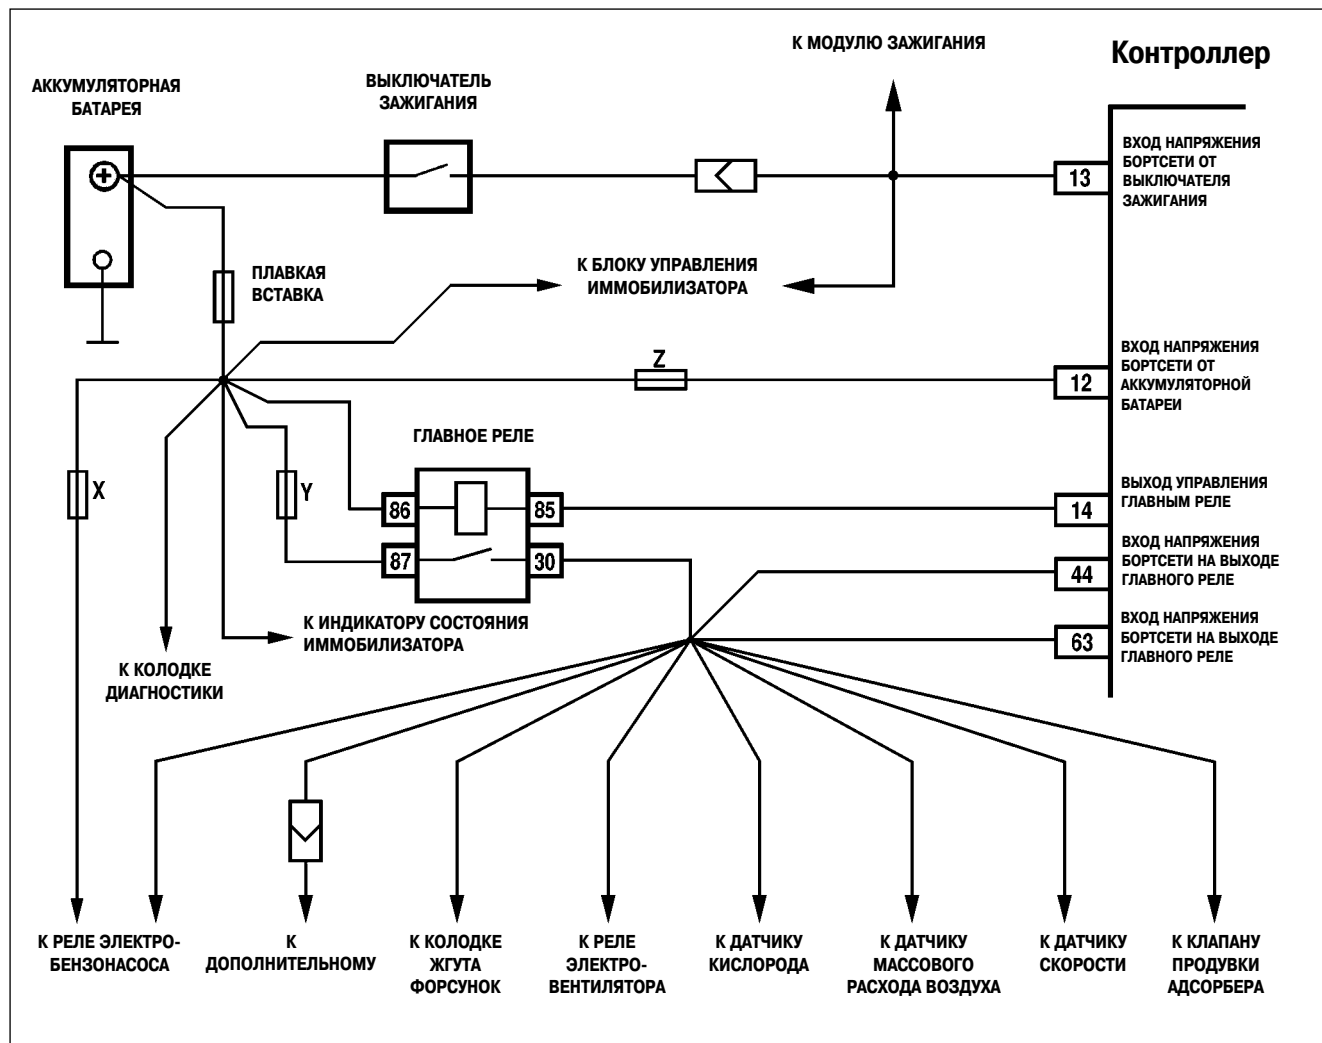 К МОДУЛЮ ЗАЖИГАНИЯ
Контроллер
АККУМУЛЯТОРНАЯ
БАТАРЕЯ
ВЫКЛЮЧАТЕЛЬ
ЗАЖИГАНИЯ
13
ВХОД НАПРЯЖЕНИЯ
БОРТСЕТИ ОТ
ВЫКЛЮЧАТЕЛЯ
ЗАЖИГАНИЯ
ПЛАВКАЯ
ВСТАВКА
К БЛОКУ УПРАВЛЕНИЯ
ИММОБИЛИЗАТОРА
Z
12
ВХОД НАПРЯЖЕНИЯ
БОРТСЕТИ ОТ
АККУМУЛЯТОРНОЙ
БАТАРЕИ
ГЛАВНОЕ РЕЛЕ
X
Y
86
85
14
ВЫХОД УПРАВЛЕНИЯ
ГЛАВНЫМ РЕЛЕ
87
30
44
ВХОД НАПРЯЖЕНИЯ
БОРТСЕТИ НА ВЫХОДЕ
ГЛАВНОГО РЕЛЕ
63
ВХОД НАПРЯЖЕНИЯ
БОРТСЕТИ НА ВЫХОДЕ
ГЛАВНОГО РЕЛЕ
К ИНДИКАТОРУ СОСТОЯНИЯ
ИММОБИЛИЗАТОРА
К КОЛОДКЕ
ДИАГНОСТИКИ
К РЕЛЕ ЭЛЕКТРО-
БЕНЗОНАСОСА
К
ДОПОЛНИТЕЛЬНОМУ
К КОЛОДКЕ
ЖГУТА
ФОРСУНОК
К РЕЛЕ
ЭЛЕКТРО-
ВЕНТИЛЯТОРА
К ДАТЧИКУ
КИСЛОРОДА
К ДАТЧИКУ
МАССОВОГО
РАСХОДА ВОЗДУХА
К ДАТЧИКУ
СКОРОСТИ
К КЛАПАНУ
ПРОДУВКИ
АДСОРБЕРА